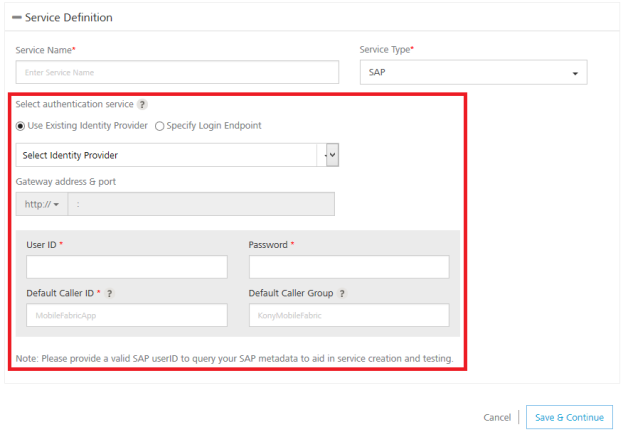 Service Definition
Service Name* Service Type*
Enter Service Name SAP
Select authentication service ?
Use Existing Identity Provider Specify Login Endpoint
Select Identity Provider
Gateway address & port
http:// :
User ID * Password *
Default Caller ID * ? Default Caller Group ?
MobileFabricApp KonyMobileFabric
Note: Please provide a valid SAP userID to query your SAP metadata to aid in service creation and testing.
Cancel Save & Continue